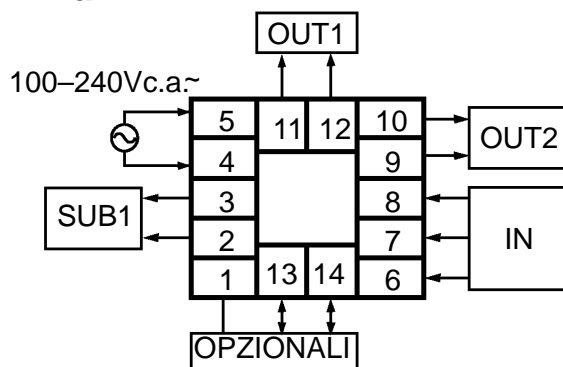 OUT1
100–240Vc.a.~
5 11 12 10
OUT2
4 9
3 8
SUB1
2 7 IN
1 13 14 6
OPZIONALI